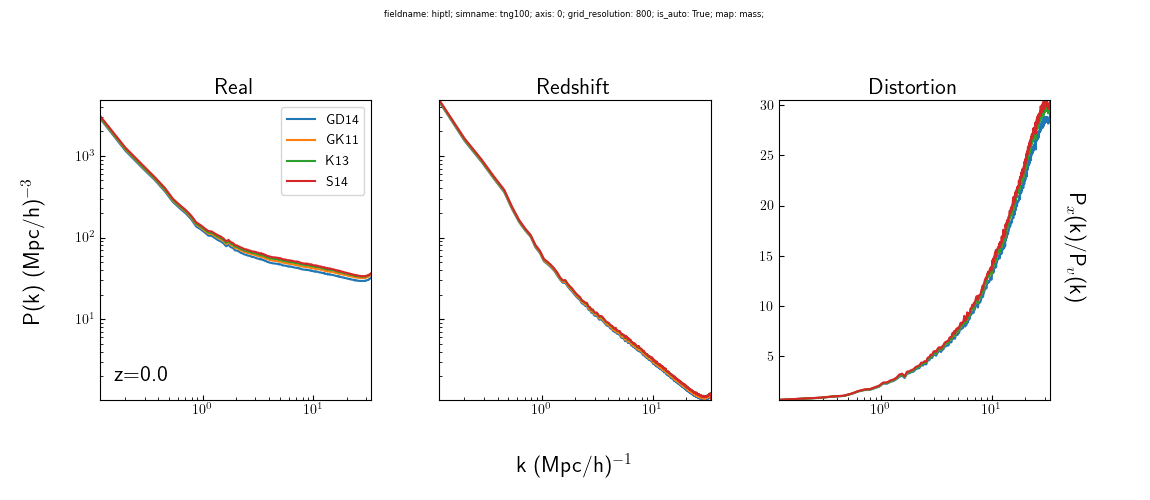 fieldname: hiptl; simname: tng100; axis: 0; grid_resolution: 800; is_auto: True; map: mass;
Real
Redshift
Distortion
GD14
GK11
K13
S14
10³
10²
10¹
30
25
20
15
10
5
P(k) (Mpc/h)⁻³
Pₓ(k)/Pᵥ(k)
z=0.0
10⁰ 10¹
10⁰ 10¹
10⁰ 10¹
k (Mpc/h)⁻¹